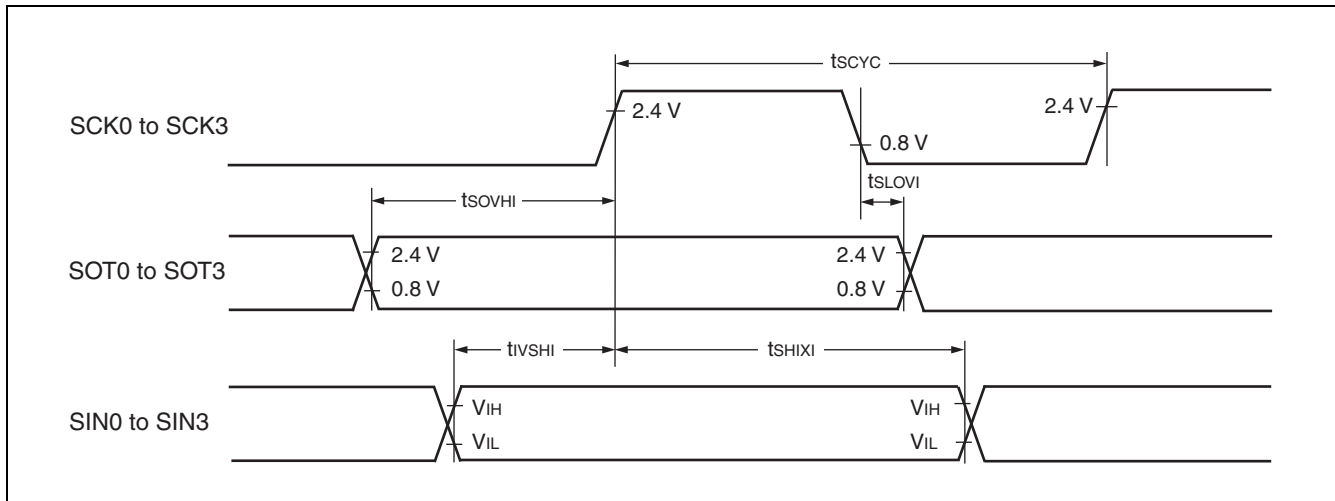 tSCYC
SCK0 to SCK3
2.4 V
2.4 V
0.8 V
tSLOVI
tSOVHI
SOT0 to SOT3
2.4 V
2.4 V
0.8 V
0.8 V
tIVSHI
tSHIXI
SIN0 to SIN3
VIH
VIH
VIL
VIL